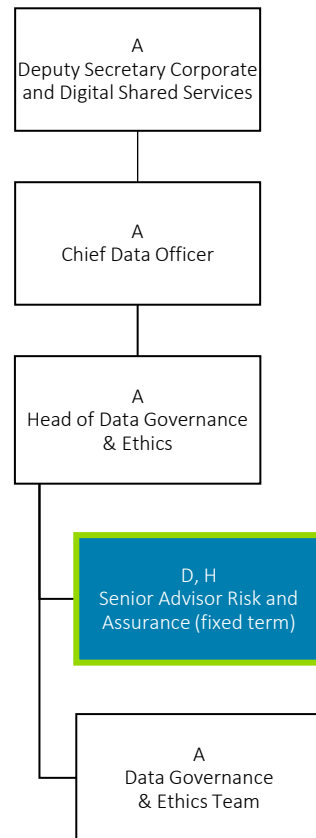 A
Deputy Secretary Corporate
and Digital Shared Services
A
Chief Data Officer
A
Head of Data Governance
& Ethics
D, H
Senior Advisor Risk and
Assurance (fixed term)
A
Data Governance
& Ethics Team